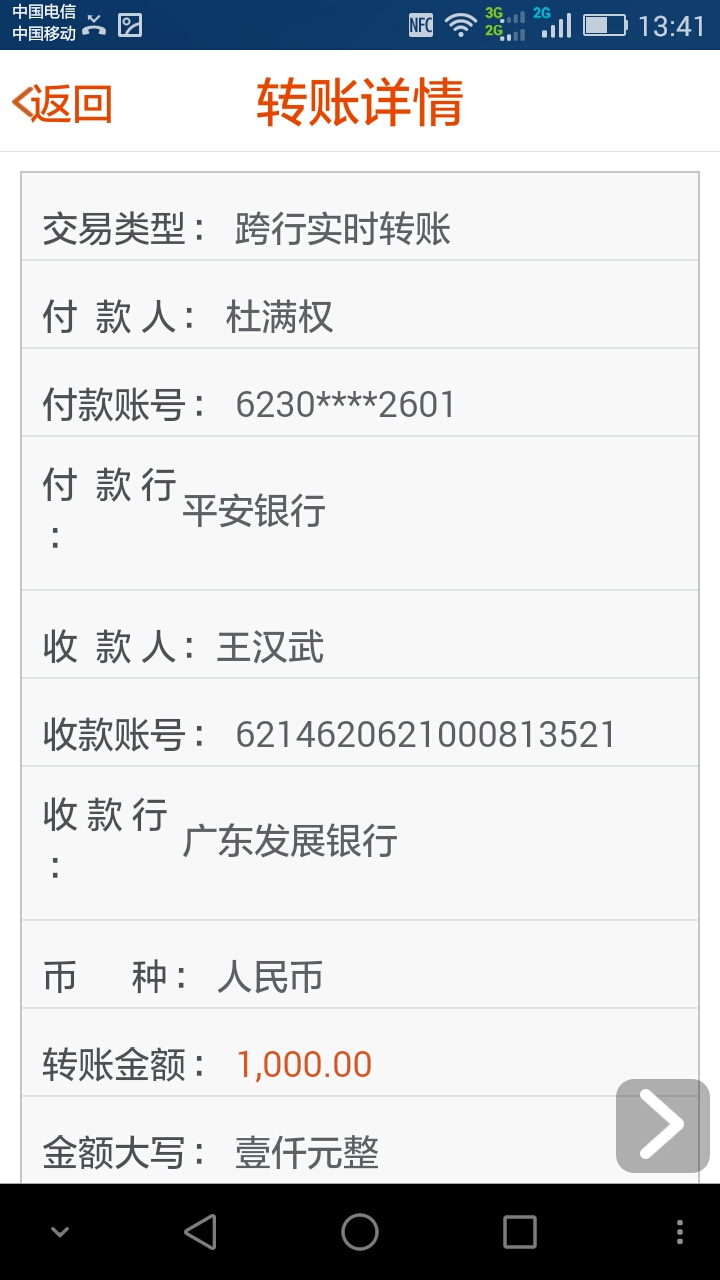 中国电信
中国移动
NFC 3G 2G 2G 13:41
返回 转账详情
交易类型： 跨行实时转账
付 款 人： 杜满权
付款账号： 6230****2601
付 款 行： 平安银行
收 款 人： 王汉武
收款账号： 6214620621000813521
收 款 行： 广东发展银行
币 种： 人民币
转账金额： 1,000.00
金额大写： 壹仟元整